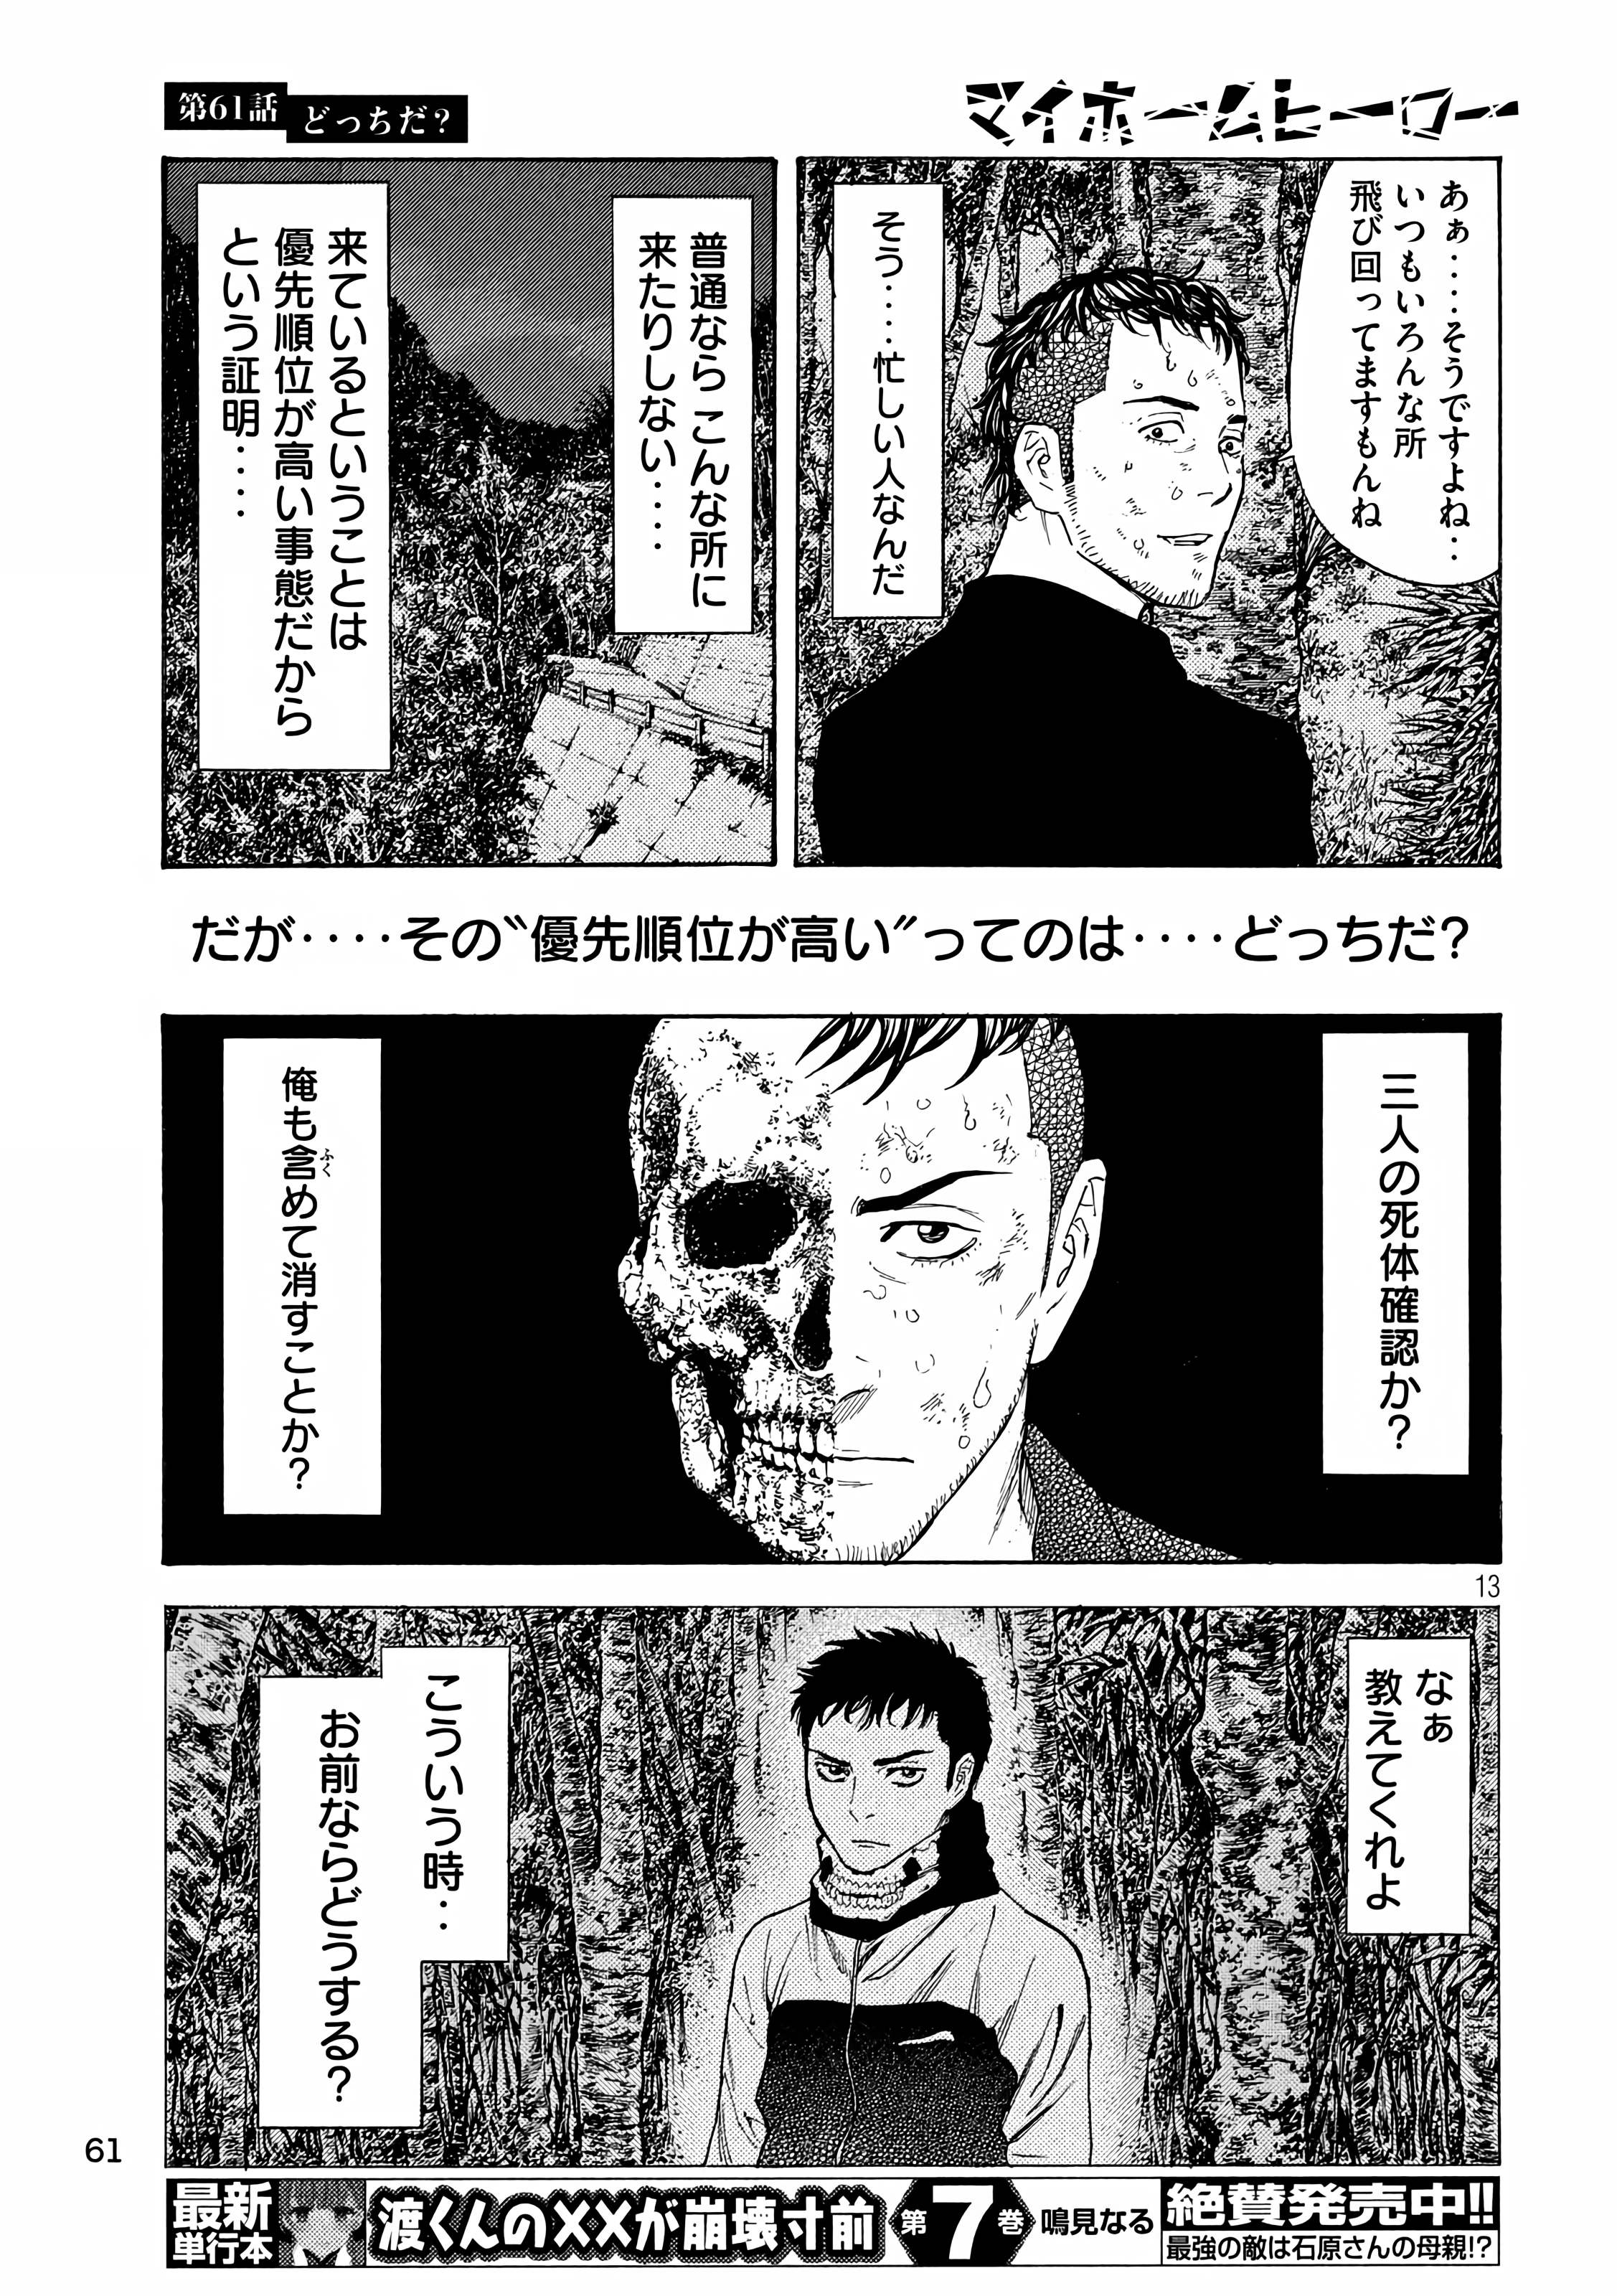 第61話
どっちだ?
マイホームヒーロー
あぁ‥‥そうですよね‥
いつもいろんな所
飛び回ってますもんね
そう‥‥忙しい人なんだ
普通なら こんな所に
来たりしない‥‥
来ているということは
優先順位が高い事態だから
という証明‥‥
だが‥‥その〝優先順位が高い〟ってのは‥‥どっちだ?
三人の死体確認か?
俺も含めて消すことか?
ふく
13
なぁ
教えてくれよ
こういう時‥
お前ならどうする?
61
最新
単行本
渡くんの××が崩壊寸前
第7巻
鳴見なる
絶賛発売中!!
最強の敵は石原さんの母親!?